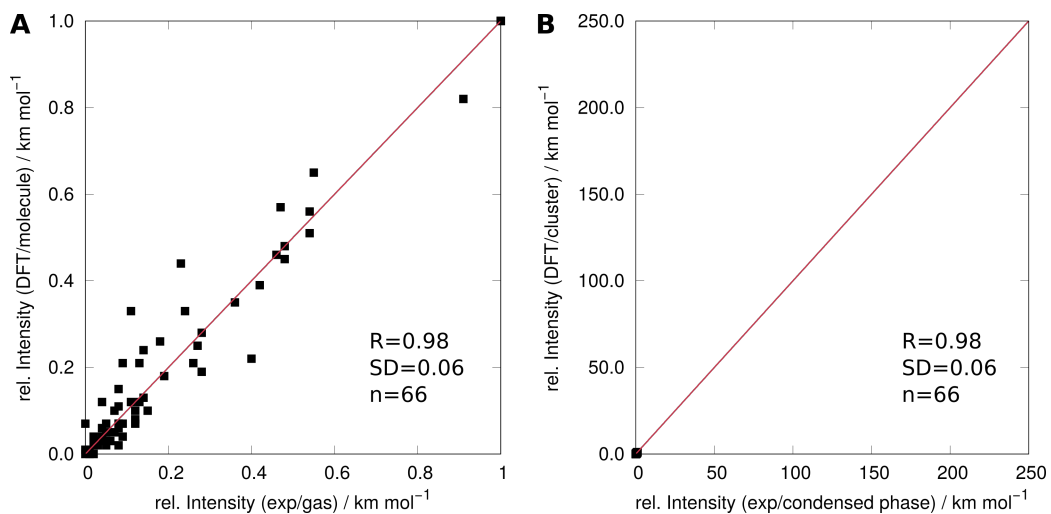 A
rel. Intensity (DFT/molecule) / km mol⁻¹
1.0
0.8
0.6
0.4
0.2
0.0
R=0.98
SD=0.06
n=66
0 0.2 0.4 0.6 0.8 1
rel. Intensity (exp/gas) / km mol⁻¹
B
rel. Intensity (DFT/cluster) / km mol⁻¹
250.0
200.0
150.0
100.0
50.0
0.0
R=0.98
SD=0.06
n=66
0 50 100 150 200 250
rel. Intensity (exp/condensed phase) / km mol⁻¹